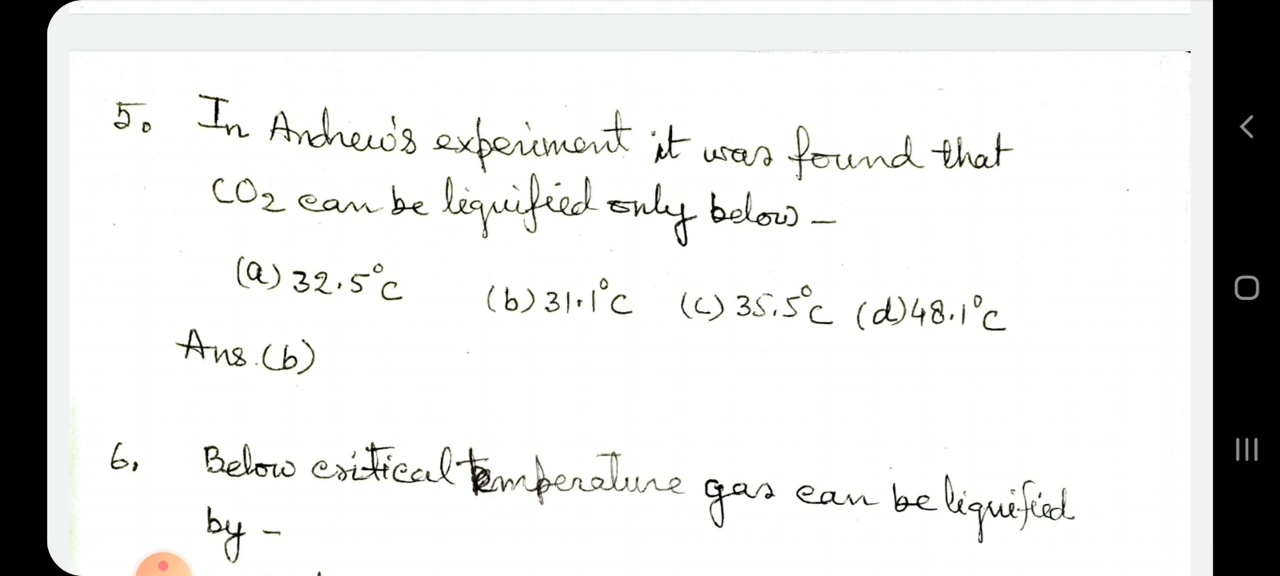 5. In Andrew's experiment it was found that
CO2 can be liquified only below -
(a) 32.5°C (b) 31.1°C (c) 35.5°C (d) 48.1°C
Ans. (b)
6. Below critical temperature gas can be liquified
by -